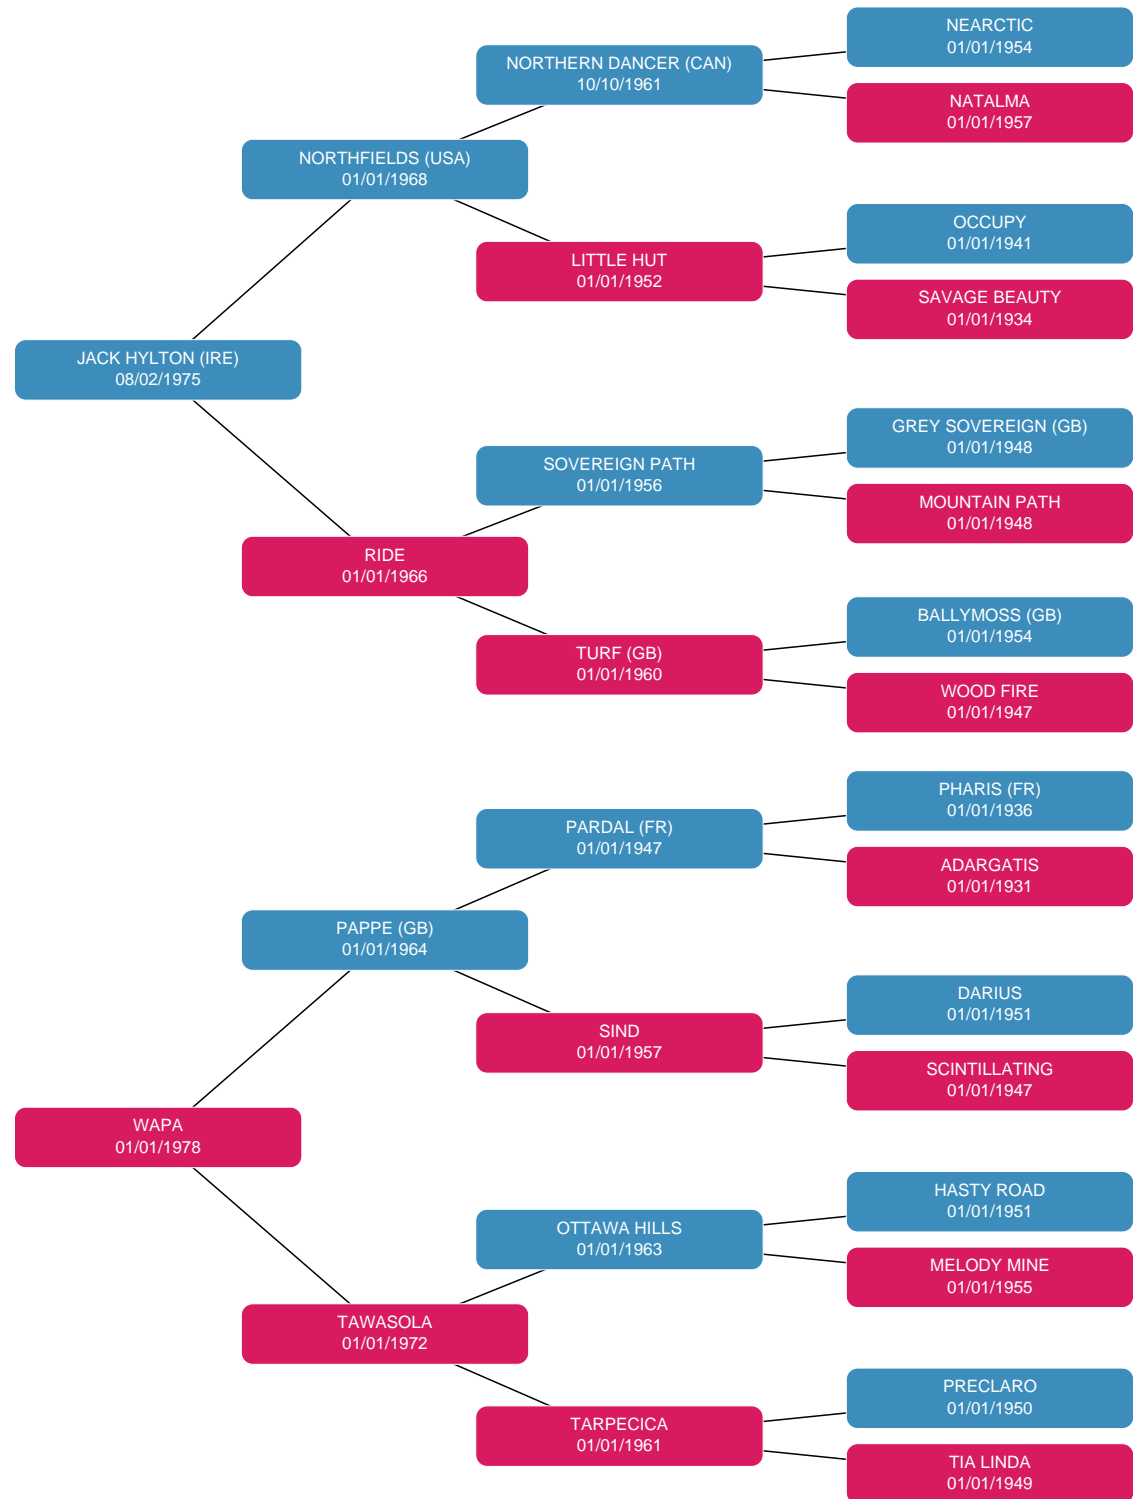 NEARCTIC
01/01/1954
NORTHERN DANCER (CAN)
10/10/1961
NATALMA
01/01/1957
NORTHFIELDS (USA)
01/01/1968
OCCUPY
01/01/1941
LITTLE HUT
01/01/1952
SAVAGE BEAUTY
01/01/1934
JACK HYLTON (IRE)
08/02/1975
GREY SOVEREIGN (GB)
01/01/1948
SOVEREIGN PATH
01/01/1956
MOUNTAIN PATH
01/01/1948
RIDE
01/01/1966
BALLYMOSS (GB)
01/01/1954
TURF (GB)
01/01/1960
WOOD FIRE
01/01/1947
PHARIS (FR)
01/01/1936
PARDAL (FR)
01/01/1947
ADARGATIS
01/01/1931
PAPPE (GB)
01/01/1964
DARIUS
01/01/1951
SIND
01/01/1957
SCINTILLATING
01/01/1947
WAPA
01/01/1978
HASTY ROAD
01/01/1951
OTTAWA HILLS
01/01/1963
MELODY MINE
01/01/1955
TAWASOLA
01/01/1972
PRECLARO
01/01/1950
TARPECICA
01/01/1961
TIA LINDA
01/01/1949